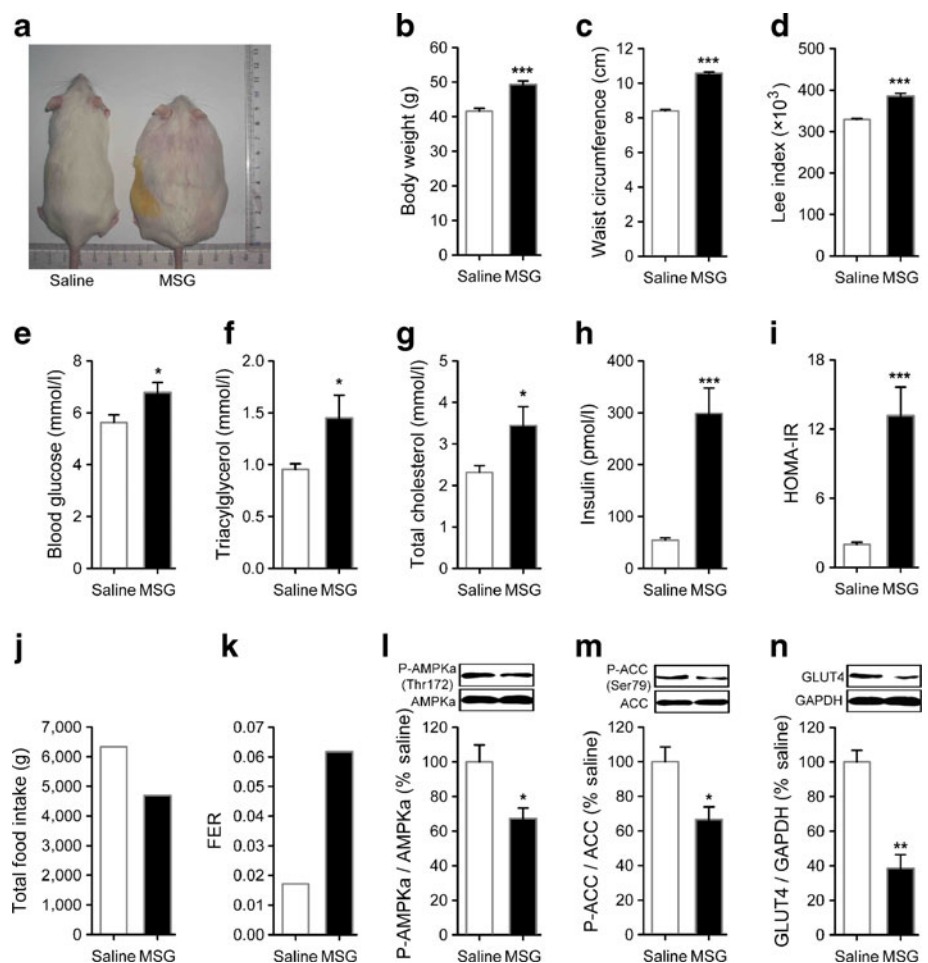 a
Saline MSG
b
Body weight (g)
60
50
40
30
20
10
0
***
Saline MSG
c
Waist circumference (cm)
12
10
8
6
4
2
0
***
Saline MSG
d
Lee index (×10³)
500
400
300
200
100
0
***
Saline MSG
e
Blood glucose (mmol/l)
8
6
4
2
0
*
Saline MSG
f
Triacylglycerol (mmol/l)
2.0
1.5
1.0
0.5
0.0
*
Saline MSG
g
Total cholesterol (mmol/l)
5
4
3
2
1
0
*
Saline MSG
h
Insulin (pmol/l)
400
300
200
100
0
***
Saline MSG
i
HOMA-IR
18
15
12
9
6
3
0
***
Saline MSG
j
Total food intake (g)
7,000
6,000
5,000
4,000
3,000
2,000
1,000
0
Saline MSG
k
FER
0.07
0.06
0.05
0.04
0.03
0.02
0.01
0.00
Saline MSG
l
P-AMPKa
(Thr172)
AMPKa
P-AMPKa / AMPKa (% saline)
120
100
80
60
40
20
0
*
Saline MSG
m
P-ACC
(Ser79)
ACC
P-ACC / ACC (% saline)
120
100
80
60
40
20
0
*
Saline MSG
n
GLUT4
GAPDH
GLUT4 / GAPDH (% saline)
120
100
80
60
40
20
0
**
Saline MSG